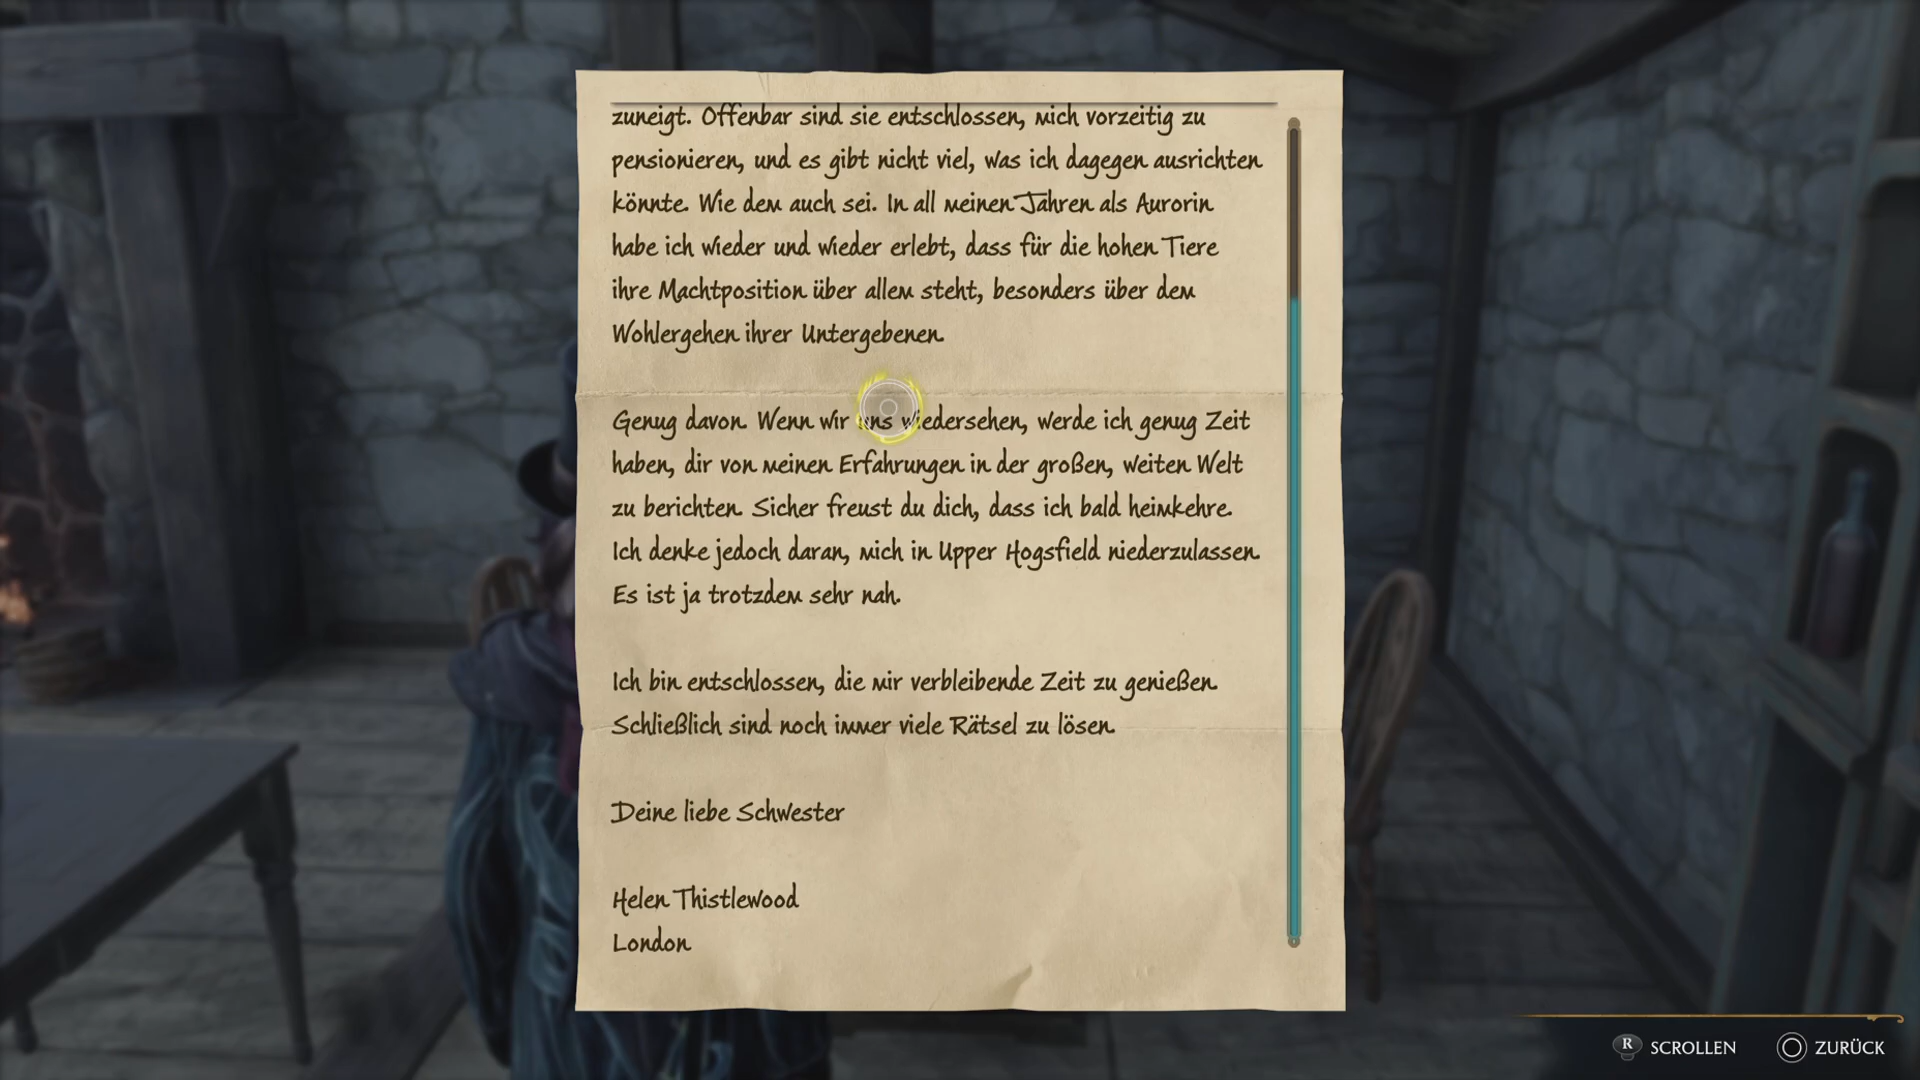 zuneigt. Offenbar sind sie entschlossen, mich vorzeitig zu
pensionieren, und es gibt nicht viel, was ich dagegen ausrichten
könnte. Wie dem auch sei. In all meinen Jahren als Aurorin
habe ich wieder und wieder erlebt, dass für die hohen Tiere
ihre Machtposition über allem steht, besonders über dem
Wohlergehen ihrer Untergebenen.
Genug davon. Wenn wir uns wiedersehen, werde ich genug Zeit
haben, dir von meinen Erfahrungen in der großen, weiten Welt
zu berichten. Sicher freust du dich, dass ich bald heimkehre.
Ich denke jedoch daran, mich in Upper Hogsfield niederzulassen.
Es ist ja trotzdem sehr nah.
Ich bin entschlossen, die mir verbleibende Zeit zu genießen.
Schließlich sind noch immer viele Rätsel zu lösen.
Deine liebe Schwester
Helen Thistlewood
London
R SCROLLEN ZURÜCK